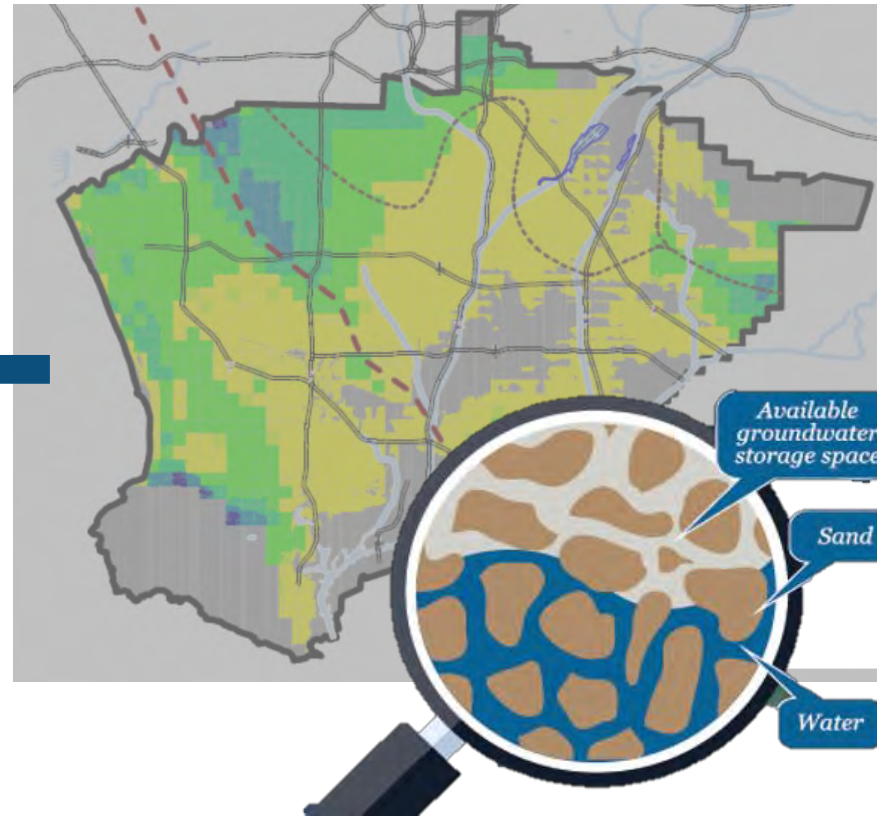 Available
groundwater
storage space
Sand
Water